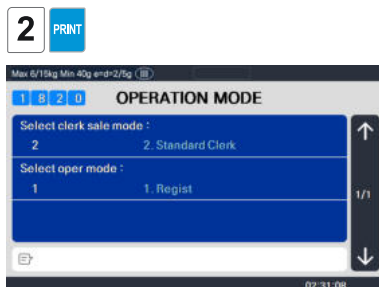 2 PRINT
Max 6/15kg Min 40g e=d=2/5g (III)
1 8 2 0 OPERATION MODE
Select clerk sale mode :
2 2. Standard Clerk
Select oper mode :
1 1. Regist
1/1
02:31:08